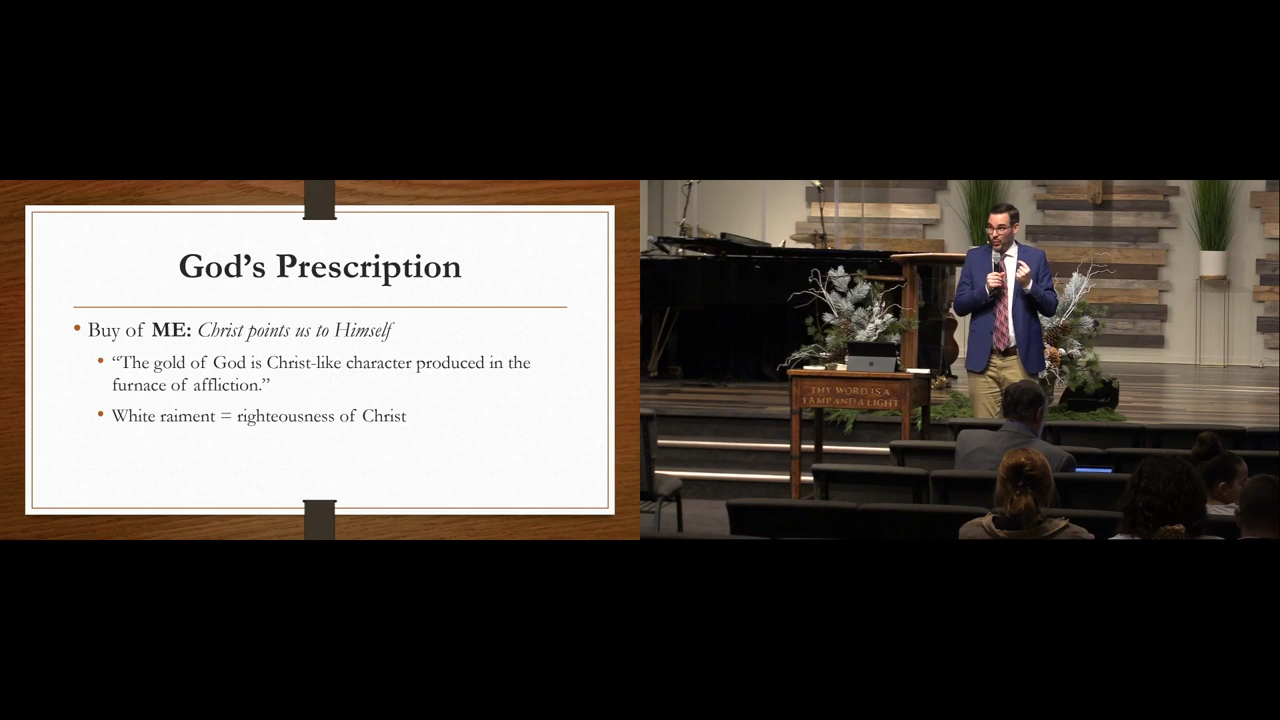 God’s Prescription
• Buy of ME: Christ points us to Himself
• “The gold of God is Christ-like character produced in the
furnace of affliction.”
• White raiment = righteousness of Christ
THY WORD IS A
LAMP AND A LIGHT